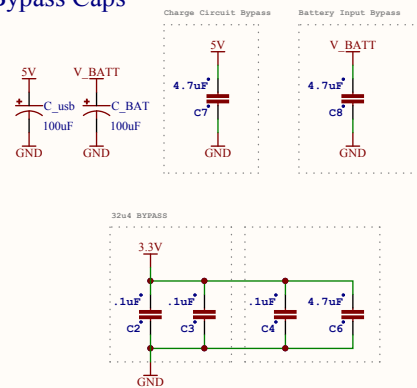 Bypass Caps
Charge Circuit Bypass
Battery Input Bypass
5V
V_BATT
5V
V_BATT
4.7uF
4.7uF
+
C_usb
+
C_BAT
100uF
100uF
C7
C8
GND
GND
GND
GND
32u4 BYPASS
3.3V
.1uF
.1uF
.1uF
4.7uF
C2
C3
C4
C6
GND